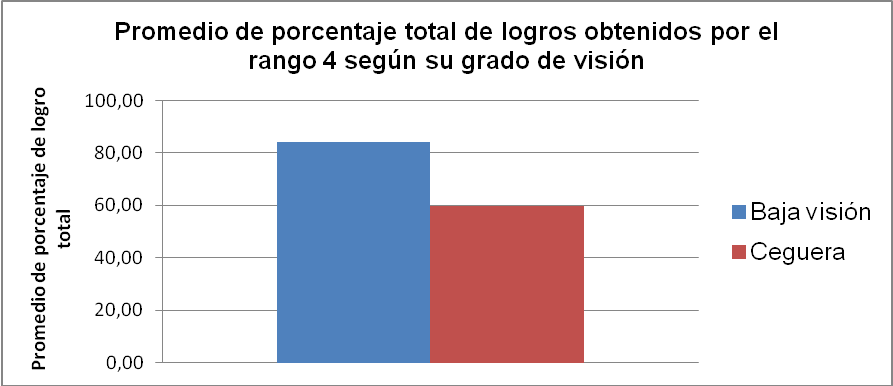 Promedio de porcentaje total de logros obtenidos por el
rango 4 según su grado de visión
Promedio de porcentaje de logro
total
100,00
80,00
60,00
40,00
20,00
0,00
Baja visión
Ceguera